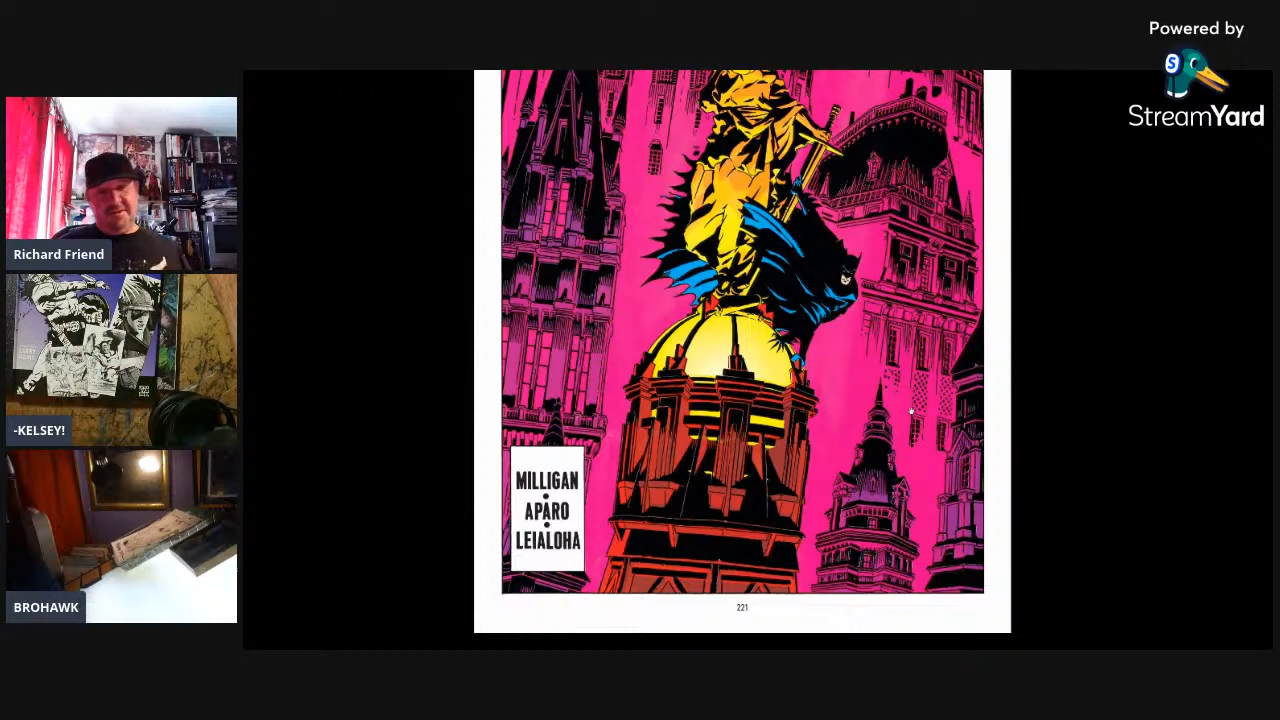 Powered by
StreamYard
Richard Friend
-KELSEY!
BROHAWK
MILLIGAN
•
APARO
•
LEIALOHA
221